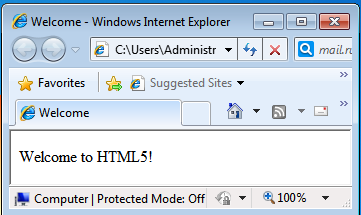 Welcome - Windows Internet Explorer
C:\Users\Administr
mail.ru
Favorites
Suggested Sites
Welcome
Welcome to HTML5!
Computer | Protected Mode: Off
100%